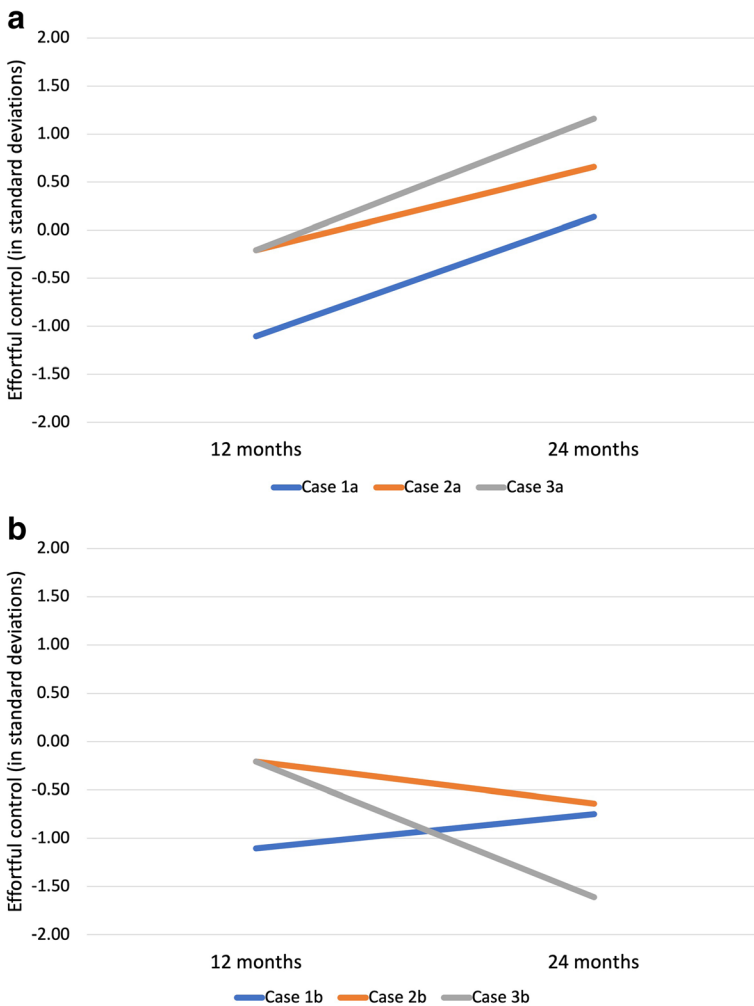 a
Effortful control (in standard deviations)
2.00
1.50
1.00
0.50
0.00
-0.50
-1.00
-1.50
-2.00
12 months 24 months
Case 1a Case 2a Case 3a
b
Effortful control (in standard deviations)
2.00
1.50
1.00
0.50
0.00
-0.50
-1.00
-1.50
-2.00
12 months 24 months
Case 1b Case 2b Case 3b